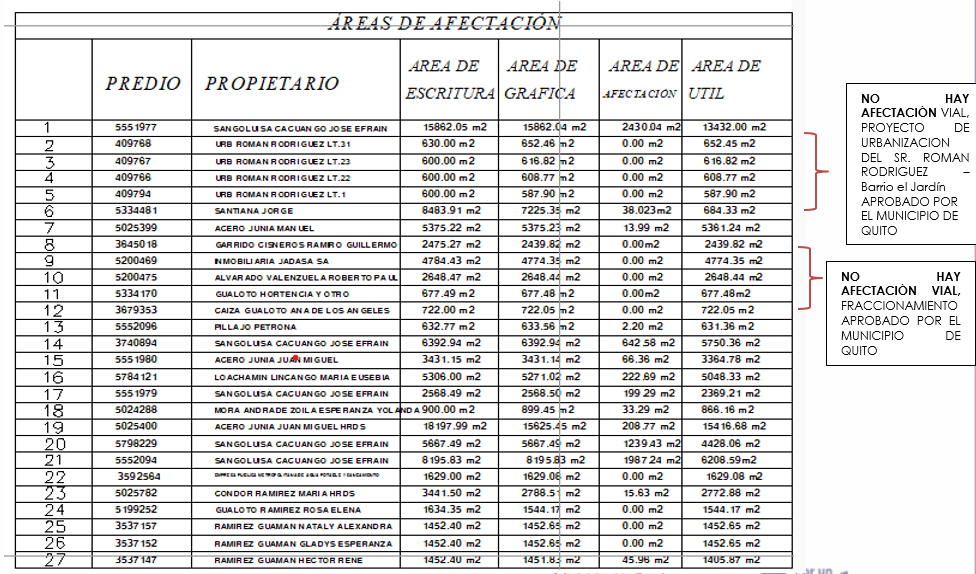 ÁREAS DE AFECTACIÓN
PREDIO PROPIETARIO AREA DE ESCRITURA AREA DE GRAFICA AREA DE AFECTACIÓN AREA DE UTIL
1 5551977 SANGOLUISA CACUANGO JOSE EFRAIN 15862.05 m2 15862.04 m2 2430.04 m2 13432.00 m2
2 409768 URB ROMAN RODRIGUEZ LT.31 630.00 m2 652.46 m2 0.00 m2 652.45 m2
3 409767 URB ROMAN RODRIGUEZ LT.23 600.00 m2 616.82 m2 0.00 m2 616.82 m2
4 409766 URB ROMAN RODRIGUEZ LT.22 600.00 m2 608.77 m2 0.00 m2 608.77 m2
5 409794 URB ROMAN RODRIGUEZ LT.1 600.00 m2 587.90 m2 0.00 m2 587.90 m2
6 5334481 SANTIANA JORGE 8483.91 m2 7225.35 m2 38.023m2 684.33 m2
7 5025399 ACERO JUNIA MANUEL 5375.22 m2 5375.23 m2 13.99 m2 5361.24 m2
8 3645018 GARRIDO CISNEROS RAMIRO GUILLERMO 2475.27 m2 2439.82 m2 0.00m2 2439.82 m2
9 5200469 INMOBILIARIA JADASA SA 4784.43 m2 4774.35 m2 0.00 m2 4774.35 m2
10 5200475 ALVARADO VALENZUELA ROBERTO PAUL 2648.47 m2 2648.44 m2 0.00 m2 2648.44 m2
11 5334170 GUALOTO HORTENCIA Y OTRO 677.49 m2 677.48 m2 0.00m2 677.48m2
12 3679353 CAIZA GUALOTO ANA DE LOS ANGELES 722.00 m2 722.05 m2 0.00 m2 722.05 m2
13 5552096 PILLAJO PETRONA 632.77 m2 633.56 m2 2.20 m2 631.36 m2
14 3740894 SANGOLUISA CACUANGO JOSE EFRAIN 6392.94 m2 6392.94 m2 642.58 m2 5750.36 m2
15 5551980 ACERO JUNIA JUAN MIGUEL 3431.15 m2 3431.14 m2 66.36 m2 3364.78 m2
16 5784121 LOACHAMIN LINCANGO MARIA EUSEBIA 5306.00 m2 5271.02 m2 222.69 m2 5048.33 m2
17 5551979 SANGOLUISA CACUANGO JOSE EFRAIN 2568.49 m2 2568.50 m2 199.29 m2 2369.21 m2
18 5024288 MORA ANDRADE ZOILA ESPERANZA YOLANDA 900.00 m2 899.45 m2 33.29 m2 866.16 m2
19 5025400 ACERO JUNIA JUAN MIGUEL HRDS 18197.99 m2 15625.45 m2 208.77 m2 15416.68 m2
20 5798229 SANGOLUISA CACUANGO JOSE EFRAIN 5667.49 m2 5667.49 m2 1239.43 m2 4428.06 m2
21 5552094 SANGOLUISA CACUANGO JOSE EFRAIN 8195.83 m2 8195.83 m2 1987.24 m2 6208.59m2
22 3592564 EMPRESA PUBLICA METROPOLITANA DE AGUA POTABLE Y SANEAMIENTO 1629.00 m2 1629.08 m2 0.00 m2 1629.08 m2
23 5025782 CONDOR RAMIREZ MARIA HRDS 3441.50 m2 2788.51 m2 15.63 m2 2772.88 m2
24 5199252 GUALOTO RAMIREZ ROSA ELENA 1634.35 m2 1544.17 m2 0.00 m2 1544.17 m2
25 3537157 RAMIREZ GUAMAN NATALY ALEXANDRA 1452.40 m2 1452.65 m2 0.00 m2 1452.65 m2
26 3537152 RAMIREZ GUAMAN GLADYS ESPERANZA 1452.40 m2 1452.65 m2 0.00 m2 1452.65 m2
27 3537147 RAMIREZ GUAMAN HECTOR RENE 1452.40 m2 1451.83 m2 45.96 m2 1405.87 m2
NO HAY
AFECTACIÒN VIAL,
PROYECTO DE
URBANIZACION
DEL SR. ROMAN
RODRIGUEZ –
Barrio el Jardín
APROBADO POR
EL MUNICIPIO DE
QUITO
NO HAY
AFECTACIÒN VIAL,
FRACCIONAMIENTO
APROBADO POR EL
MUNICIPIO DE
QUITO